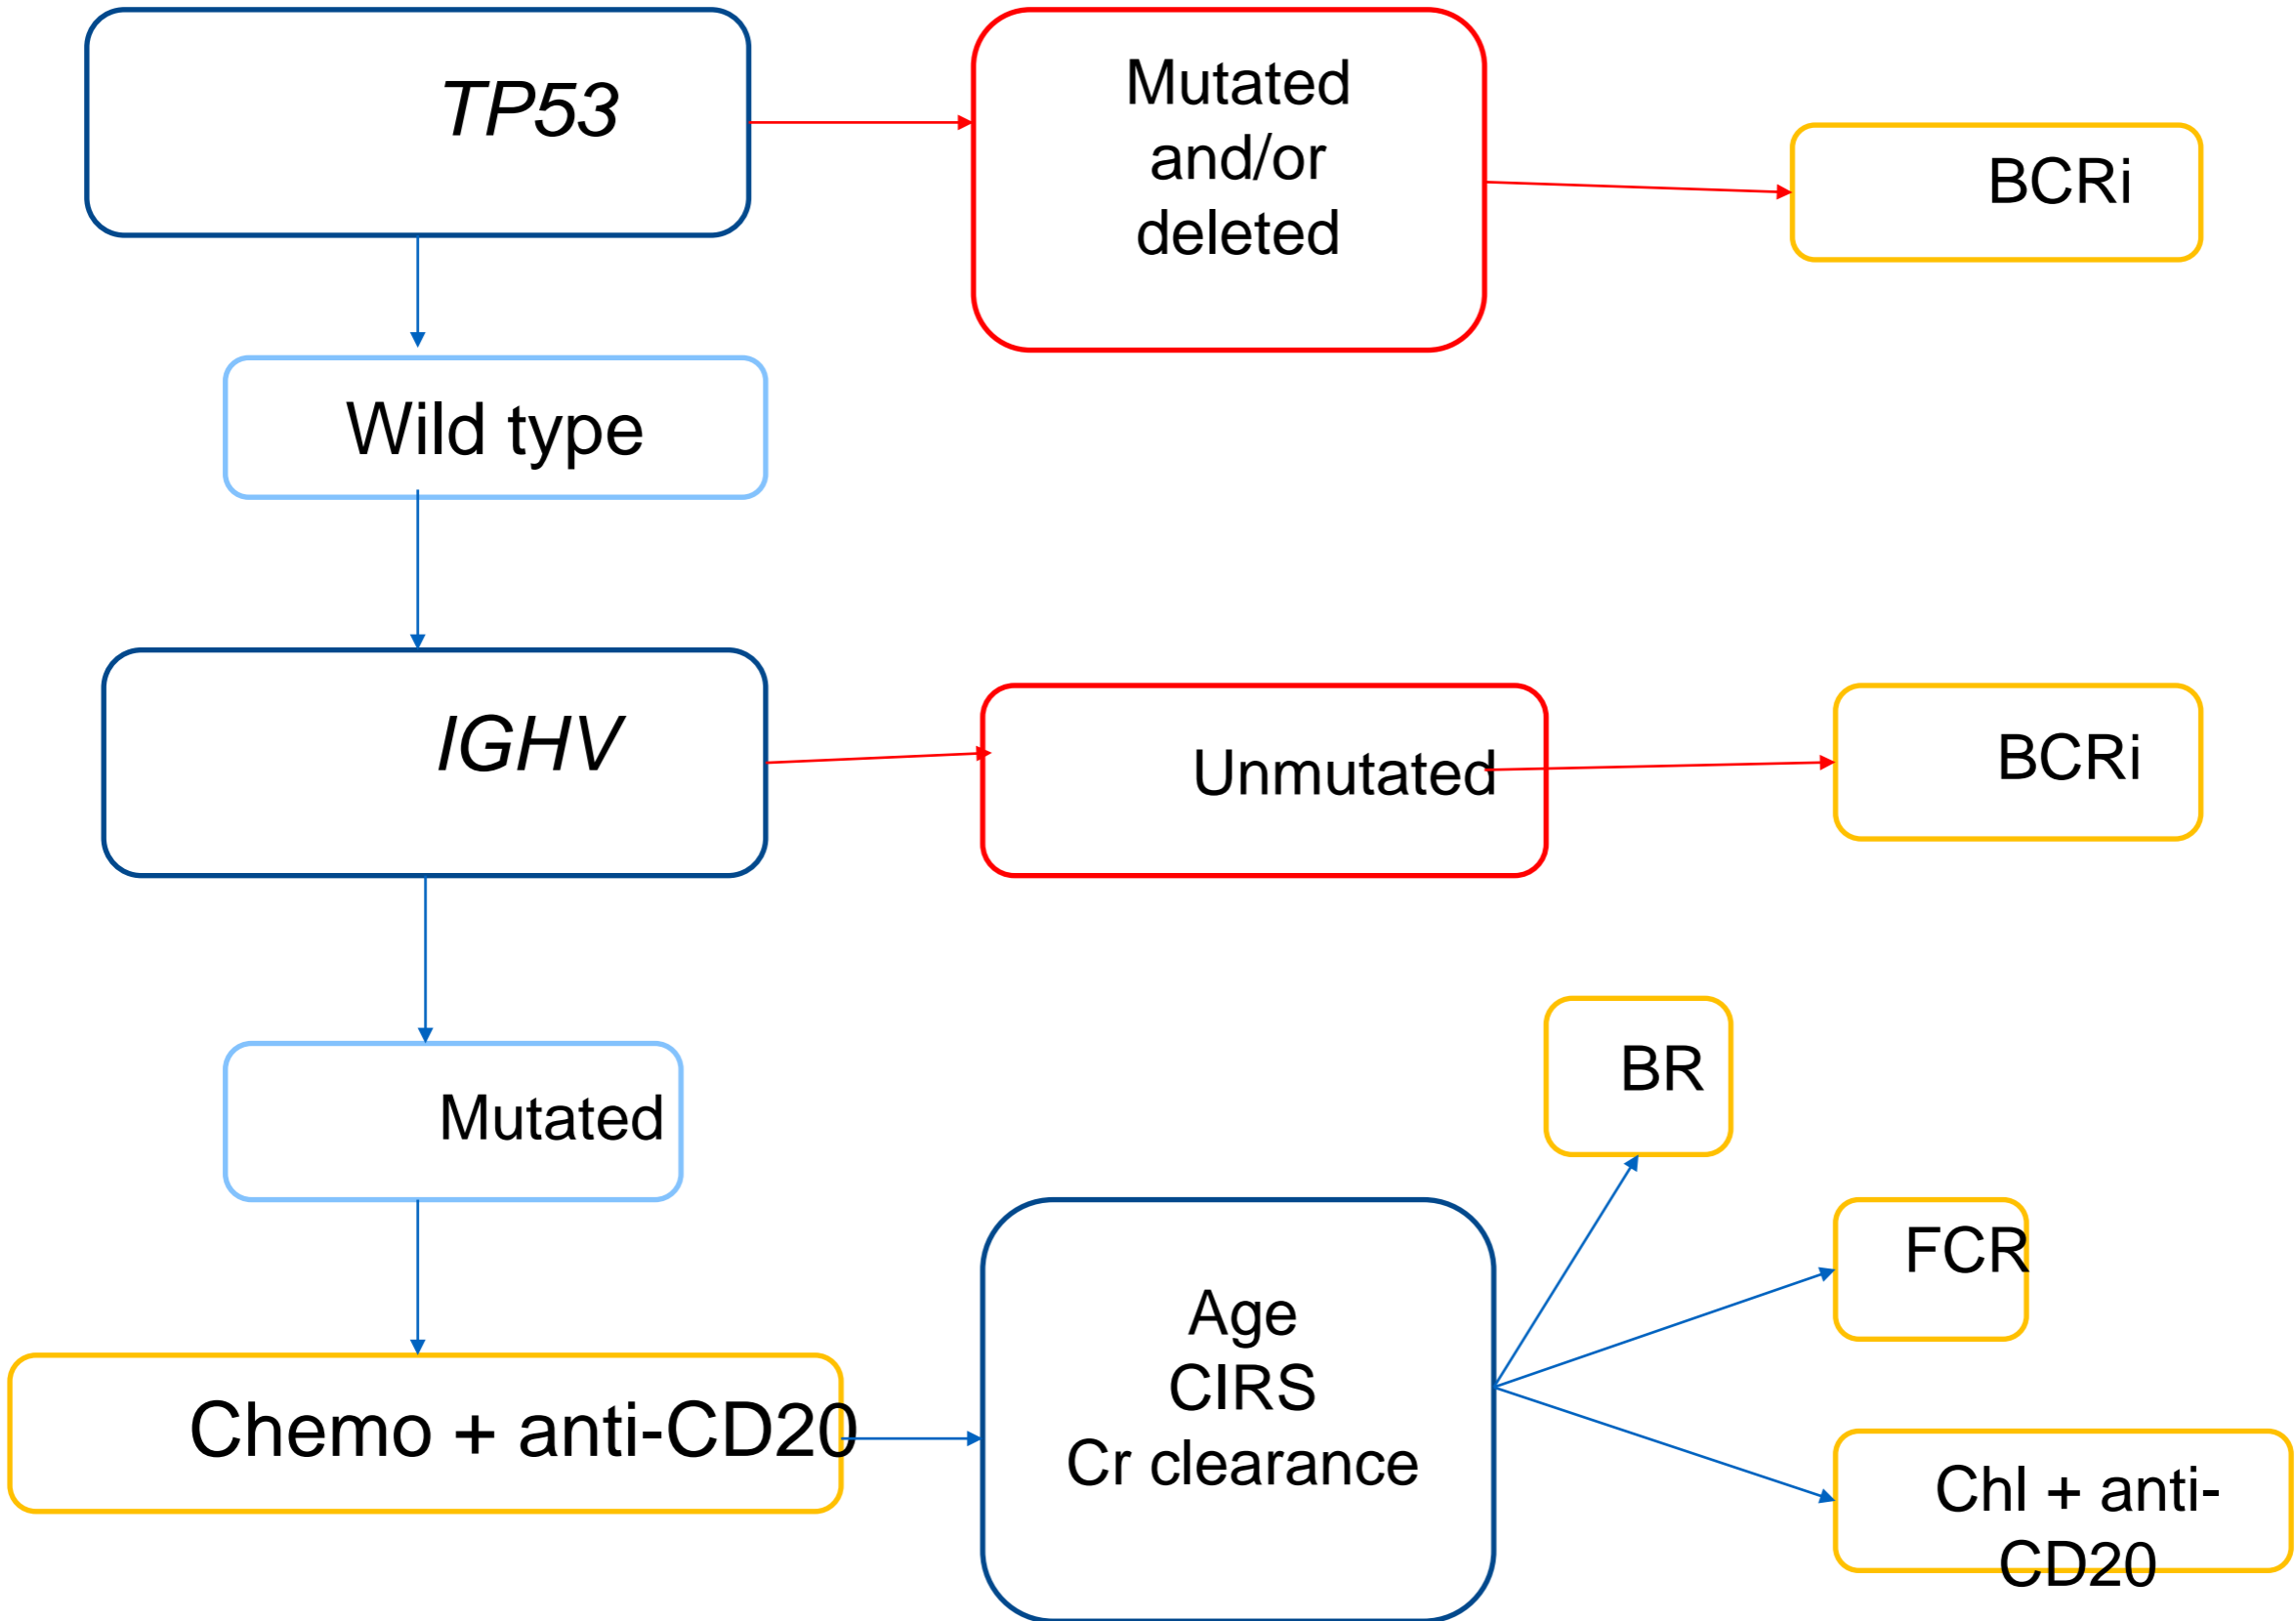 TP53
Mutated
and/or
deleted
BCRi
Wild type
IGHV
Unmutated
BCRi
Mutated
BR
FCR
Age
CIRS
Cr clearance
Chemo + anti-CD20
Chl + anti-
CD20